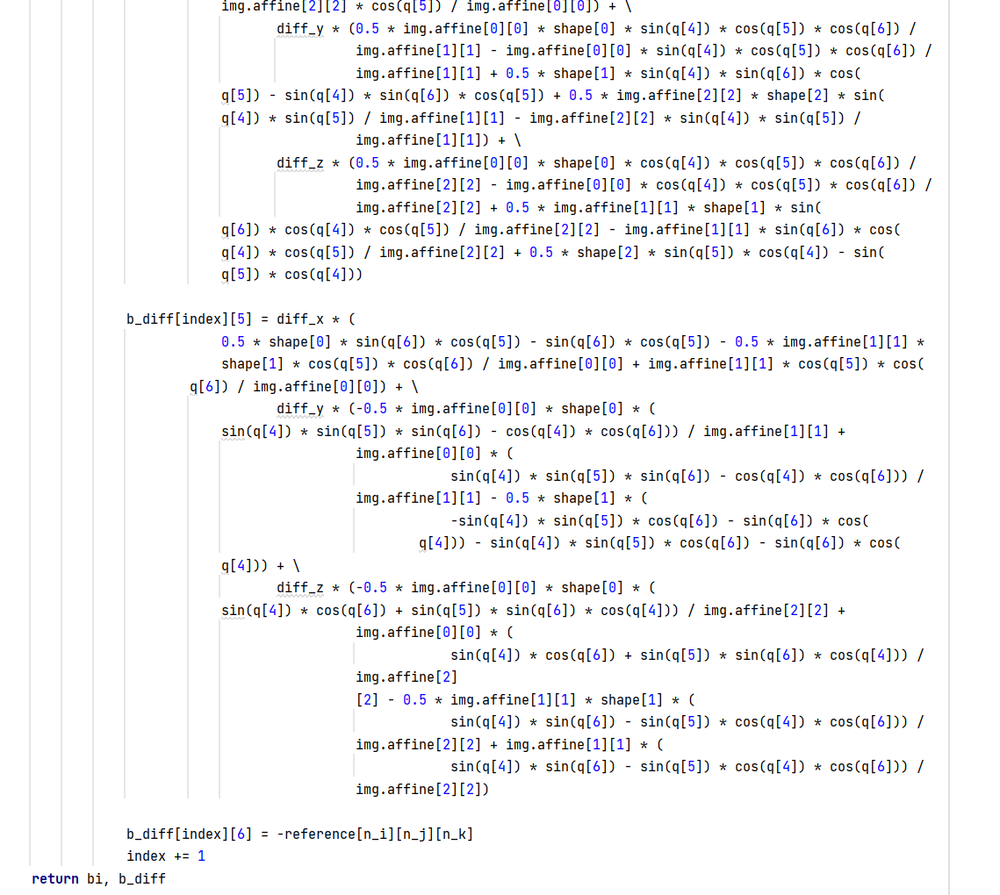 img.affine[2][2] * cos(q[5]) / img.affine[0][0]) + \
diff_y * (0.5 * img.affine[0][0] * shape[0] * sin(q[4]) * cos(q[5]) * cos(q[6]) /
img.affine[1][1] - img.affine[0][0] * sin(q[4]) * cos(q[5]) * cos(q[6]) /
img.affine[1][1] + 0.5 * shape[1] * sin(q[4]) * sin(q[6]) * cos(
q[5]) - sin(q[4]) * sin(q[6]) * cos(q[5]) + 0.5 * img.affine[2][2] * shape[2] * sin(
q[4]) * sin(q[5]) / img.affine[1][1] - img.affine[2][2] * sin(q[4]) * sin(q[5]) /
img.affine[1][1]) + \
diff_z * (0.5 * img.affine[0][0] * shape[0] * cos(q[4]) * cos(q[5]) * cos(q[6]) /
img.affine[2][2] - img.affine[0][0] * cos(q[4]) * cos(q[5]) * cos(q[6]) /
img.affine[2][2] + 0.5 * img.affine[1][1] * shape[1] * sin(
q[6]) * cos(q[4]) * cos(q[5]) / img.affine[2][2] - img.affine[1][1] * sin(q[6]) * cos(
q[4]) * cos(q[5]) / img.affine[2][2] + 0.5 * shape[2] * sin(q[5]) * cos(q[4]) - sin(
q[5]) * cos(q[4]))
b_diff[index][5] = diff_x * (
0.5 * shape[0] * sin(q[6]) * cos(q[5]) - sin(q[6]) * cos(q[5]) - 0.5 * img.affine[1][1] *
shape[1] * cos(q[5]) * cos(q[6]) / img.affine[0][0] + img.affine[1][1] * cos(q[5]) * cos(
q[6]) / img.affine[0][0]) + \
diff_y * (-0.5 * img.affine[0][0] * shape[0] * (
sin(q[4]) * sin(q[5]) * sin(q[6]) - cos(q[4]) * cos(q[6])) / img.affine[1][1] +
img.affine[0][0] * (
sin(q[4]) * sin(q[5]) * sin(q[6]) - cos(q[4]) * cos(q[6])) /
img.affine[1][1] - 0.5 * shape[1] * (
-sin(q[4]) * sin(q[5]) * cos(q[6]) - sin(q[6]) * cos(
q[4])) - sin(q[4]) * sin(q[5]) * cos(q[6]) - sin(q[6]) * cos(
q[4])) + \
diff_z * (-0.5 * img.affine[0][0] * shape[0] * (
sin(q[4]) * cos(q[6]) + sin(q[5]) * sin(q[6]) * cos(q[4])) / img.affine[2][2] +
img.affine[0][0] * (
sin(q[4]) * cos(q[6]) + sin(q[5]) * sin(q[6]) * cos(q[4])) /
img.affine[2]
[2] - 0.5 * img.affine[1][1] * shape[1] * (
sin(q[4]) * sin(q[6]) - sin(q[5]) * cos(q[4]) * cos(q[6])) /
img.affine[2][2] + img.affine[1][1] * (
sin(q[4]) * sin(q[6]) - sin(q[5]) * cos(q[4]) * cos(q[6])) /
img.affine[2][2])
b_diff[index][6] = -reference[n_i][n_j][n_k]
index += 1
return bi, b_diff